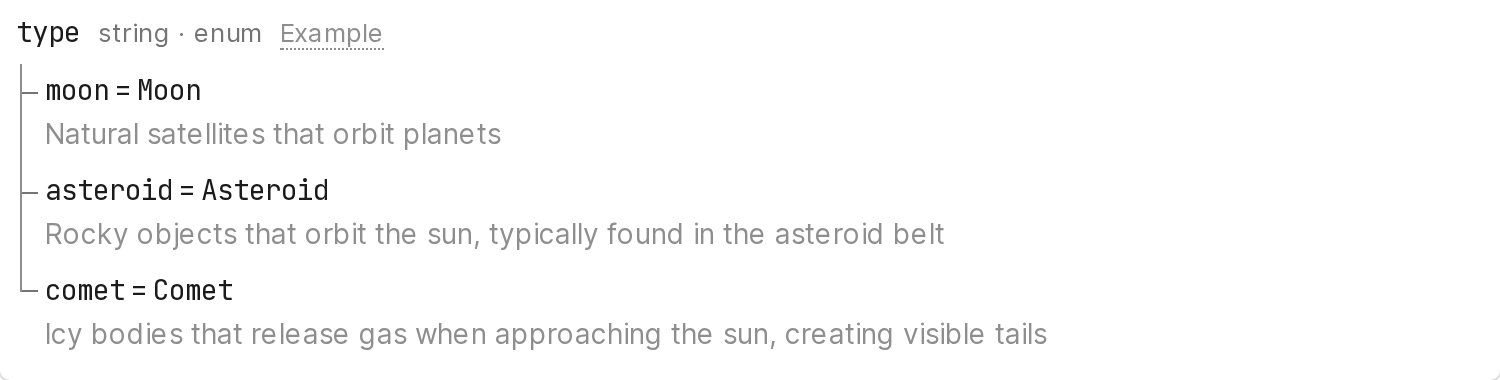 type string · enum Example
moon = Moon
Natural satellites that orbit planets
asteroid = Asteroid
Rocky objects that orbit the sun, typically found in the asteroid belt
comet = Comet
Icy bodies that release gas when approaching the sun, creating visible tails